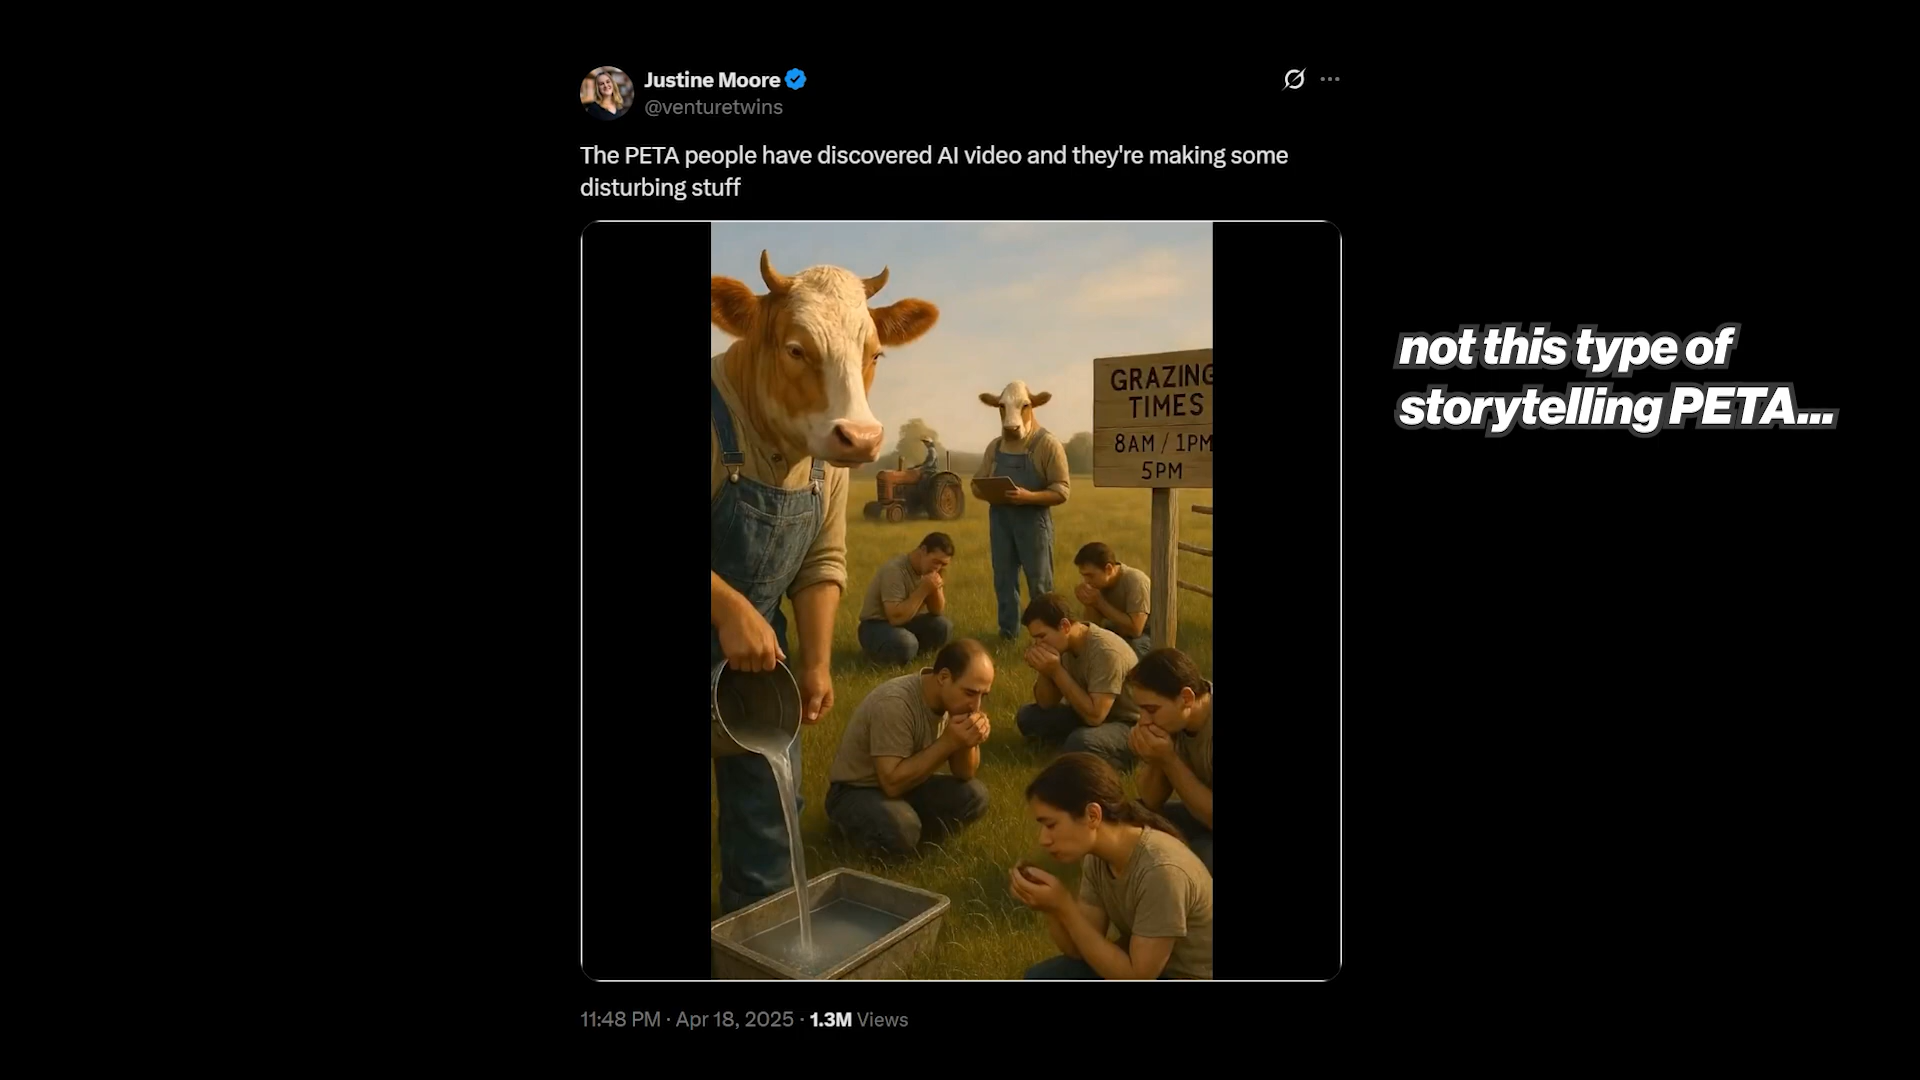 Justine Moore
@venturetwins
The PETA people have discovered AI video and they're making some
disturbing stuff
GRAZING
TIMES
8AM / 1PM
5PM
not this type of
storytelling PETA...
11:48 PM · Apr 18, 2025 · 1.3M Views